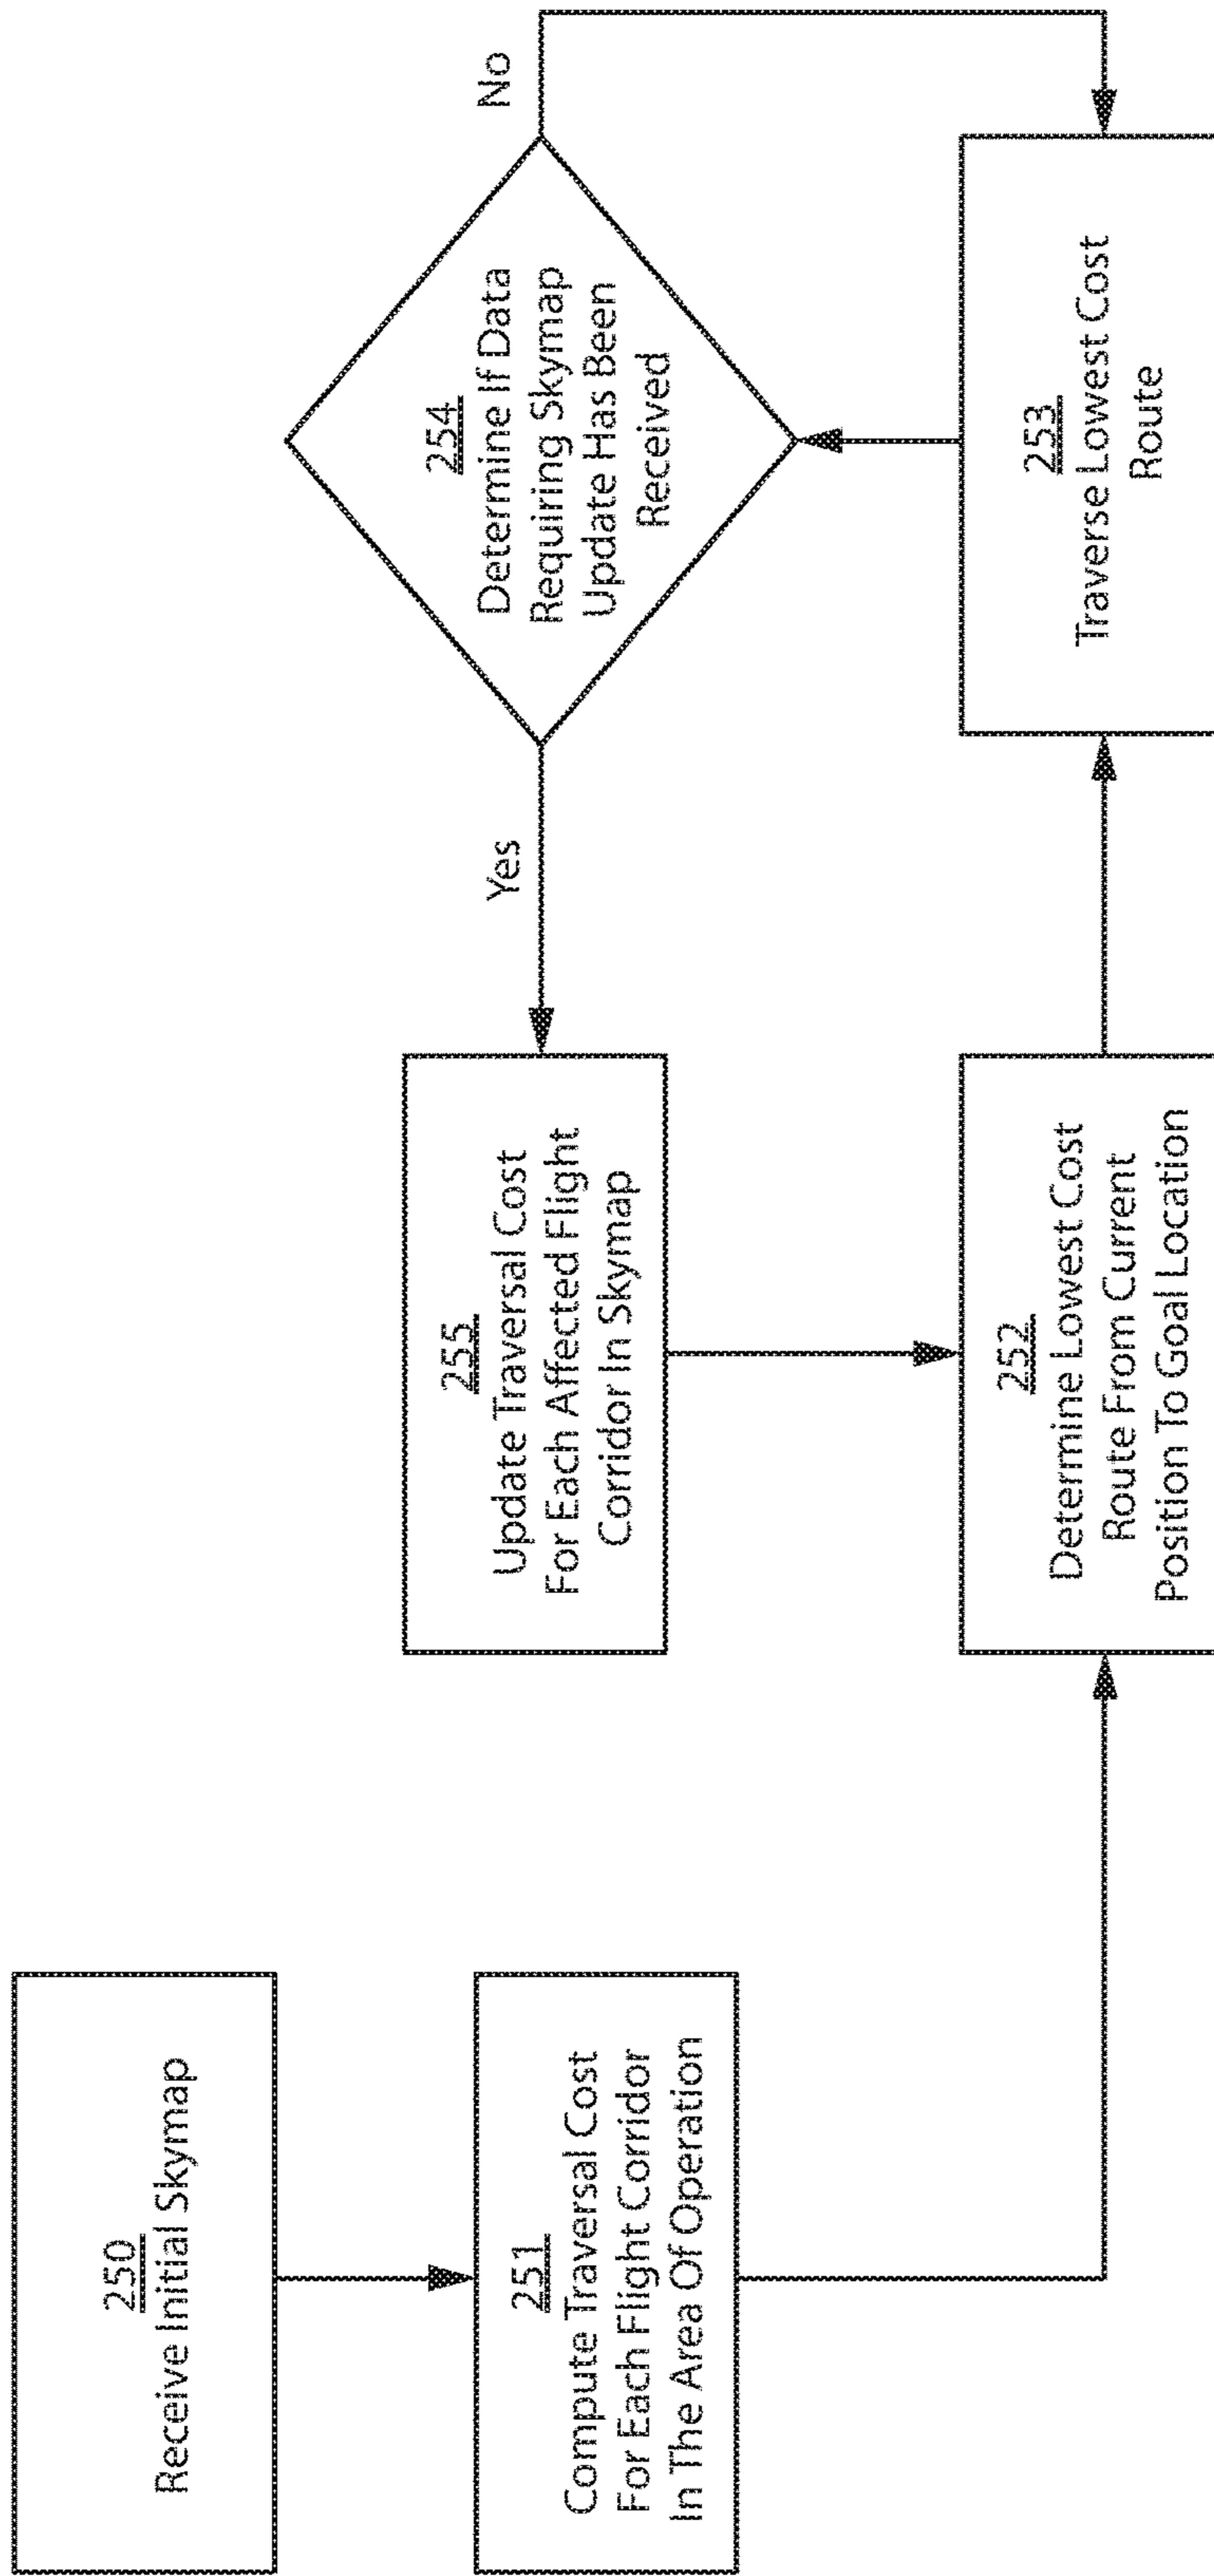 250
Receive Initial Skymap
251
Compute Traversal Cost
For Each Flight Corridor
In The Area Of Operation
255
Update Traversal Cost
For Each Affected Flight
Corridor In Skymap
252
Determine Lowest Cost
Route From Current
Position To Goal Location
Yes
254
Determine If Data
Requiring Skymap
Update Has Been
Received
No
253
Traverse Lowest Cost
Route